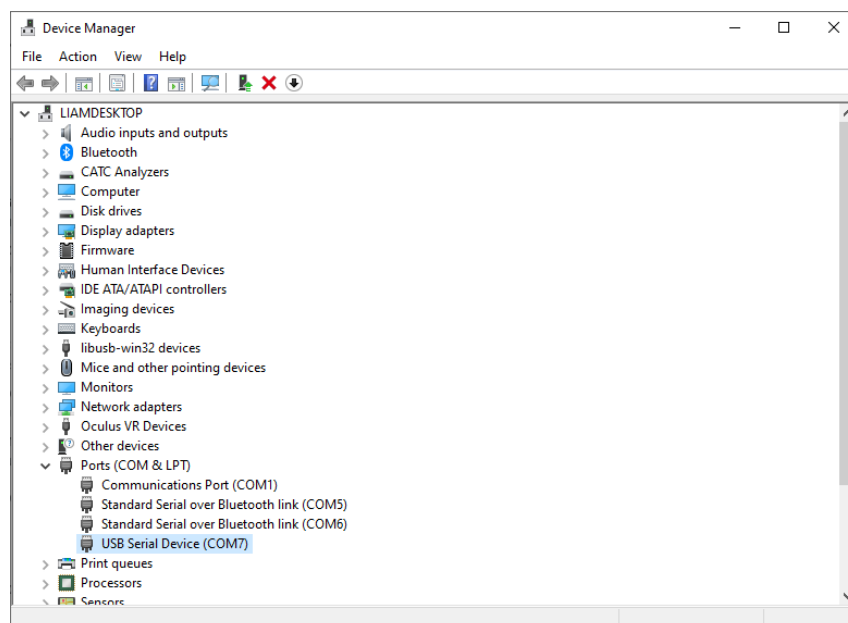 Device Manager
File Action View Help
LIAMDESKTOP
Audio inputs and outputs
Bluetooth
CATC Analyzers
Computer
Disk drives
Display adapters
Firmware
Human Interface Devices
IDE ATA/ATAPI controllers
Imaging devices
Keyboards
libusb-win32 devices
Mice and other pointing devices
Monitors
Network adapters
Oculus VR Devices
Other devices
Ports (COM & LPT)
Communications Port (COM1)
Standard Serial over Bluetooth link (COM5)
Standard Serial over Bluetooth link (COM6)
USB Serial Device (COM7)
Print queues
Processors
Sensors